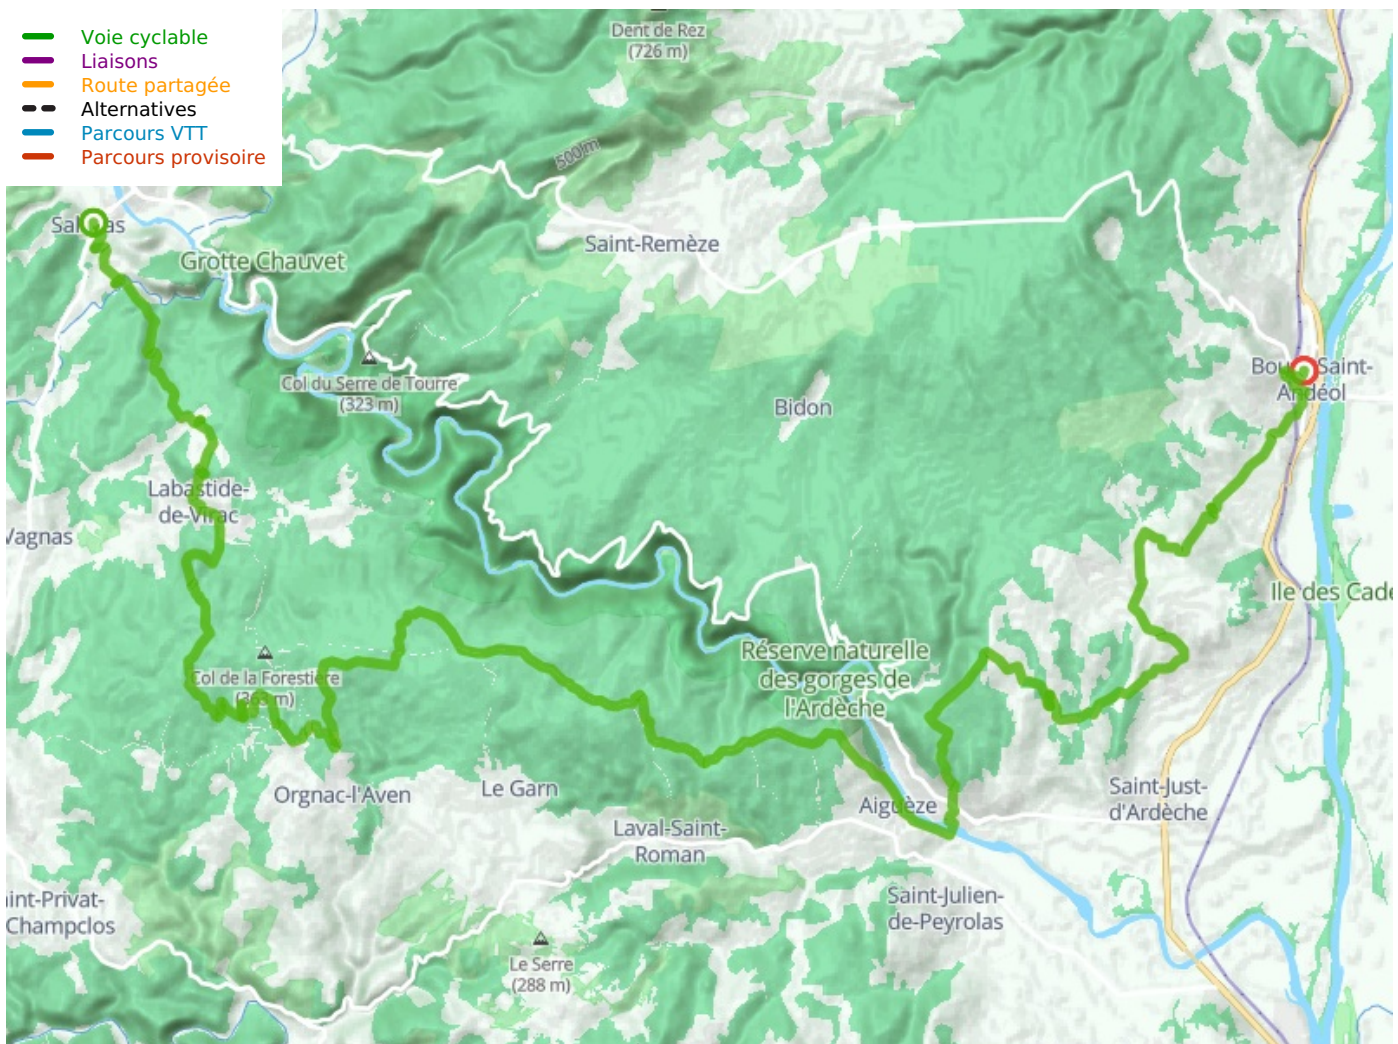 Voie cyclable
Liaisons
Route partagée
Alternatives
Parcours VTT
Parcours provisoire
Dent de Rez
(726 m)
500 m
Saint-Remèze
Grotte Chauvet
Col du Serre de Tourre
(323 m)
Saint-
Andéol
Bidon
Labastide-
de-Virac
Vagnas
Ile des Cade
Réserve naturelle
des gorges de
l'Ardèche
Col de la Forestière
(363 m)
Orgnac-l'Aven
Le Garn
Aiguèze
Saint-Just-
d'Ardèche
Laval-Saint-
Roman
Saint-Julien-
de-Peyrolas
aint-Privat-
Champclos
Le Serre
(288 m)